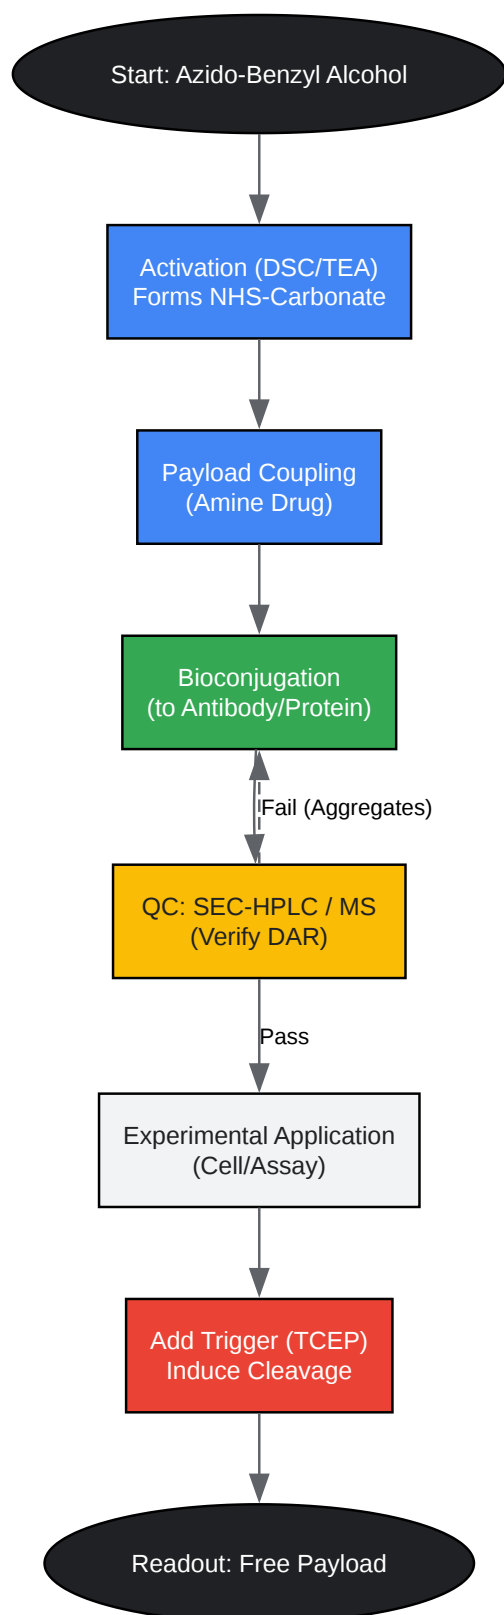 Start: Azido-Benzyl Alcohol
Activation (DSC/TEA)
Forms NHS-Carbonate
Payload Coupling
(Amine Drug)
Bioconjugation
(to Antibody/Protein)
Fail (Aggregates)
QC: SEC-HPLC / MS
(Verify DAR)
Pass
Experimental Application
(Cell/Assay)
Add Trigger (TCEP)
Induce Cleavage
Readout: Free Payload